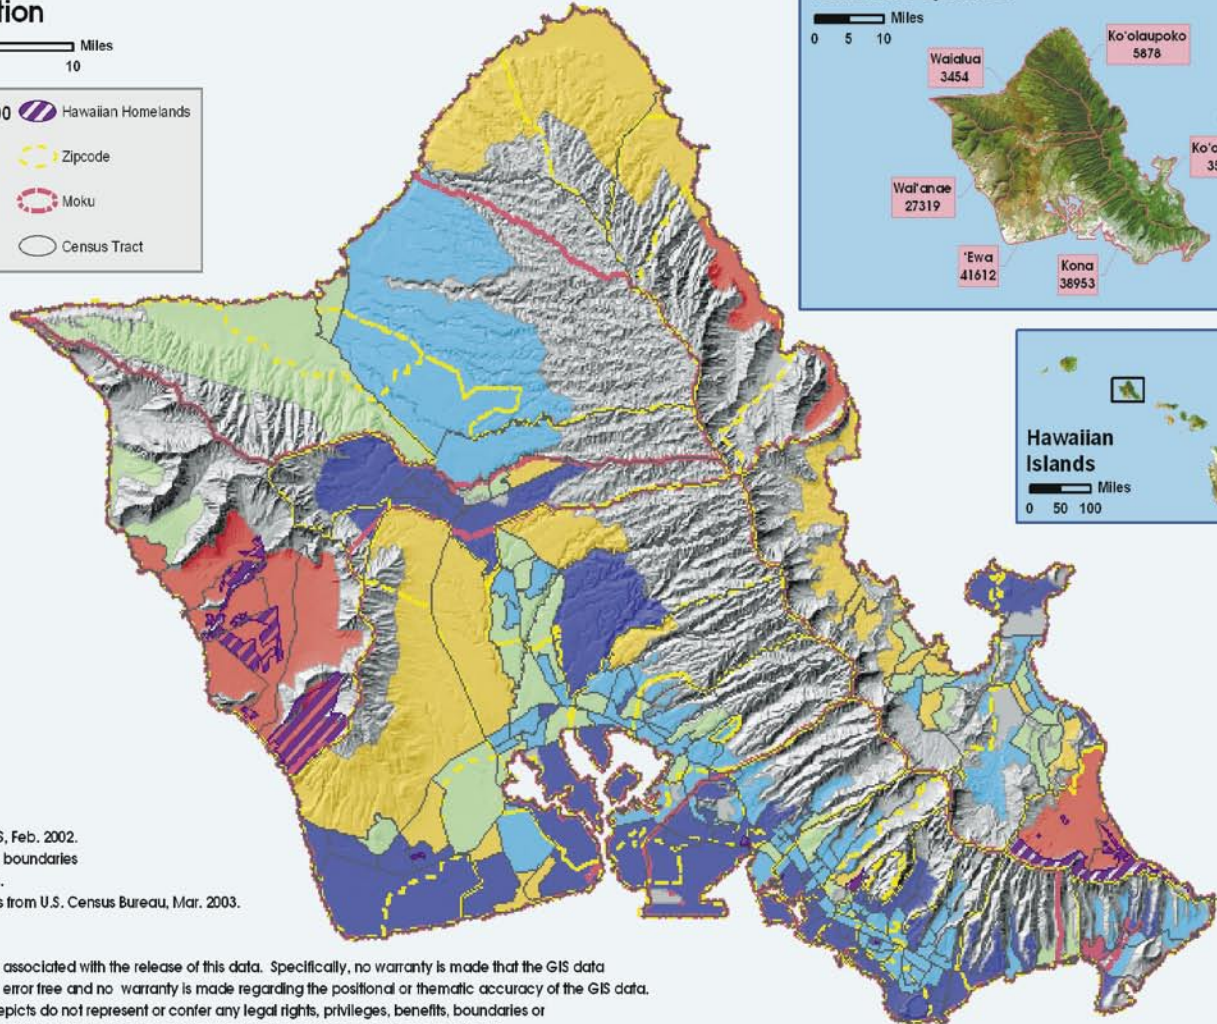 tion
Miles
10
00
Hawaiian Homelands
Zipcode
Moku
Census Tract
Miles
0 5 10
Ko'olaupoko
5878
Waialua
3454
Ko'o
35
Wai'anae
27319
'Ewa
41612
Kona
38953
Hawaiian
Islands
Miles
0 50 100
S, Feb. 2002.
boundaries
s from U.S. Census Bureau, Mar. 2003.
associated with the release of this data. Specifically, no warranty is made that the GIS data
error free and no warranty is made regarding the positional or thematic accuracy of the GIS data.
epicts do not represent or confer any legal rights, privileges, benefits, boundaries or